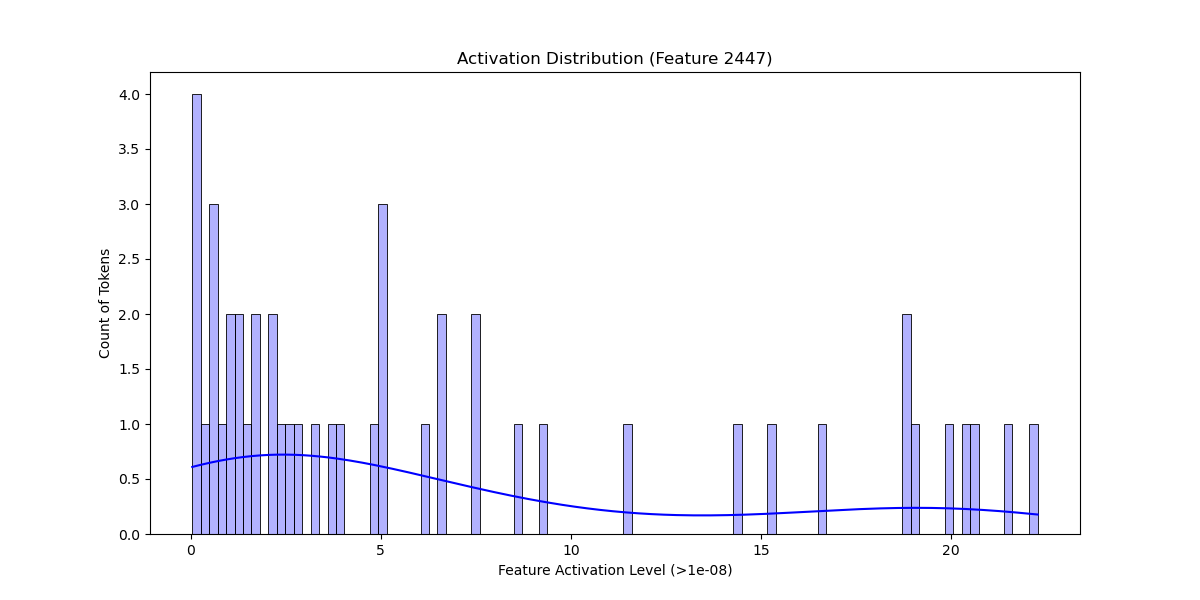 Activation Distribution (Feature 2447)
4.0
3.5
3.0
2.5
2.0
1.5
1.0
0.5
0.0
Count of Tokens
0 5 10 15 20
Feature Activation Level (>1e-08)